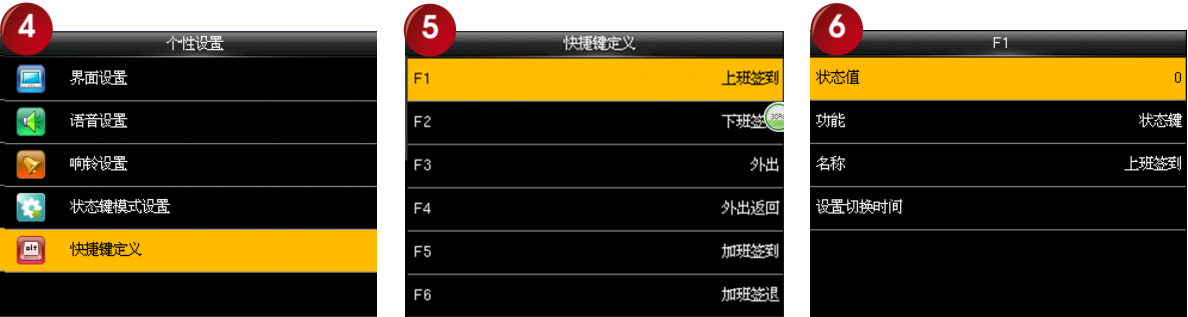 4
个性设置
界面设置
语音设置
响铃设置
状态键模式设置
alt
快捷键定义
5
快捷键定义
F1 上班签到
F2 下班签
30%
F3 外出
F4 外出返回
F5 加班签到
F6 加班签退
6
F1
状态值 0
功能 状态键
名称 上班签到
设置切换时间